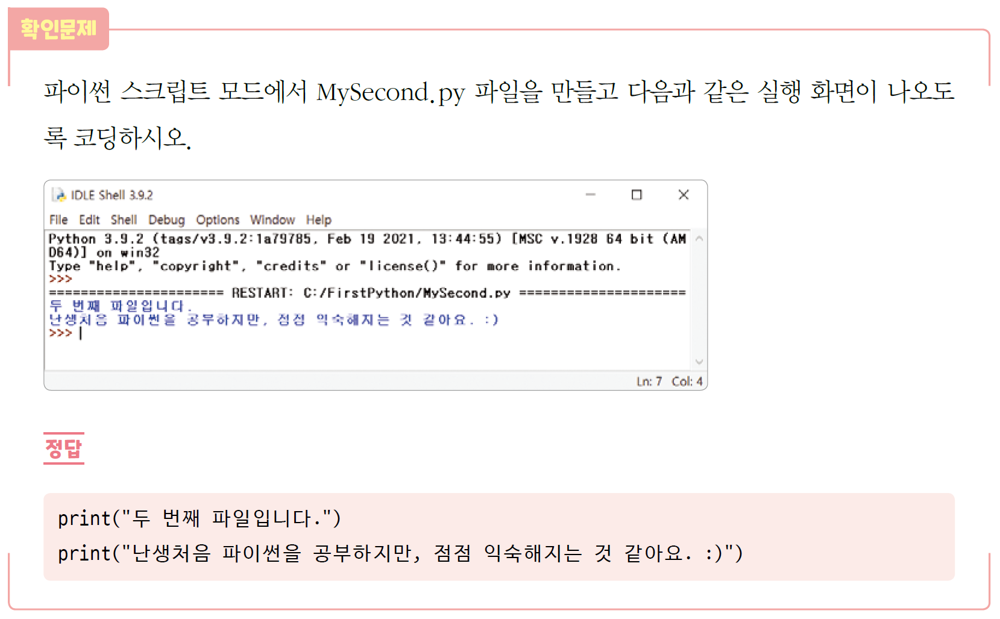 확인문제
파이썬 스크립트 모드에서 MySecond.py 파일을 만들고 다음과 같은 실행 화면이 나오도
록 코딩하시오.
IDLE Shell 3.9.2
File Edit Shell Debug Options Window Help
Python 3.9.2 (tags/v3.9.2:1a79785, Feb 19 2021, 13:44:55) [MSC v.1928 64 bit (AM
D64)] on win32
Type "help", "copyright", "credits" or "license()" for more information.
>>>
====================== RESTART: C:/FirstPython/MySecond.py =====================
두 번째 파일입니다.
난생처음 파이썬을 공부하지만, 점점 익숙해지는 것 같아요. :)
>>>
Ln: 7 Col: 4
정답
print("두 번째 파일입니다.")
print("난생처음 파이썬을 공부하지만, 점점 익숙해지는 것 같아요. :)")